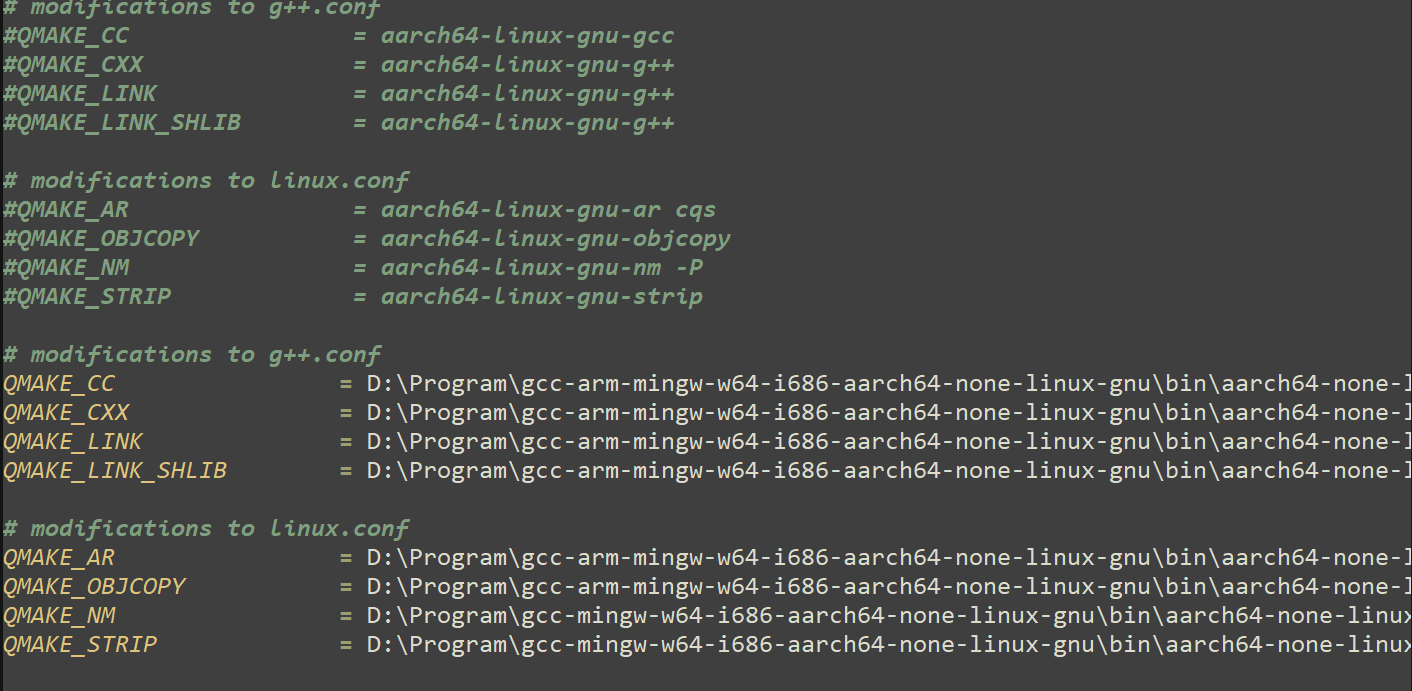 # modifications to g++.conf
#QMAKE_CC = aarch64-linux-gnu-gcc
#QMAKE_CXX = aarch64-linux-gnu-g++
#QMAKE_LINK = aarch64-linux-gnu-g++
#QMAKE_LINK_SHLIB = aarch64-linux-gnu-g++
# modifications to linux.conf
#QMAKE_AR = aarch64-linux-gnu-ar cqs
#QMAKE_OBJCOPY = aarch64-linux-gnu-objcopy
#QMAKE_NM = aarch64-linux-gnu-nm -P
#QMAKE_STRIP = aarch64-linux-gnu-strip
# modifications to g++.conf
QMAKE_CC = D:\Program\gcc-arm-mingw-w64-i686-aarch64-none-linux-gnu\bin\aarch64-none-l
QMAKE_CXX = D:\Program\gcc-arm-mingw-w64-i686-aarch64-none-linux-gnu\bin\aarch64-none-l
QMAKE_LINK = D:\Program\gcc-arm-mingw-w64-i686-aarch64-none-linux-gnu\bin\aarch64-none-l
QMAKE_LINK_SHLIB = D:\Program\gcc-arm-mingw-w64-i686-aarch64-none-linux-gnu\bin\aarch64-none-l
# modifications to linux.conf
QMAKE_AR = D:\Program\gcc-arm-mingw-w64-i686-aarch64-none-linux-gnu\bin\aarch64-none-l
QMAKE_OBJCOPY = D:\Program\gcc-arm-mingw-w64-i686-aarch64-none-linux-gnu\bin\aarch64-none-l
QMAKE_NM = D:\Program\gcc-mingw-w64-i686-aarch64-none-linux-gnu\bin\aarch64-none-linux
QMAKE_STRIP = D:\Program\gcc-mingw-w64-i686-aarch64-none-linux-gnu\bin\aarch64-none-linux